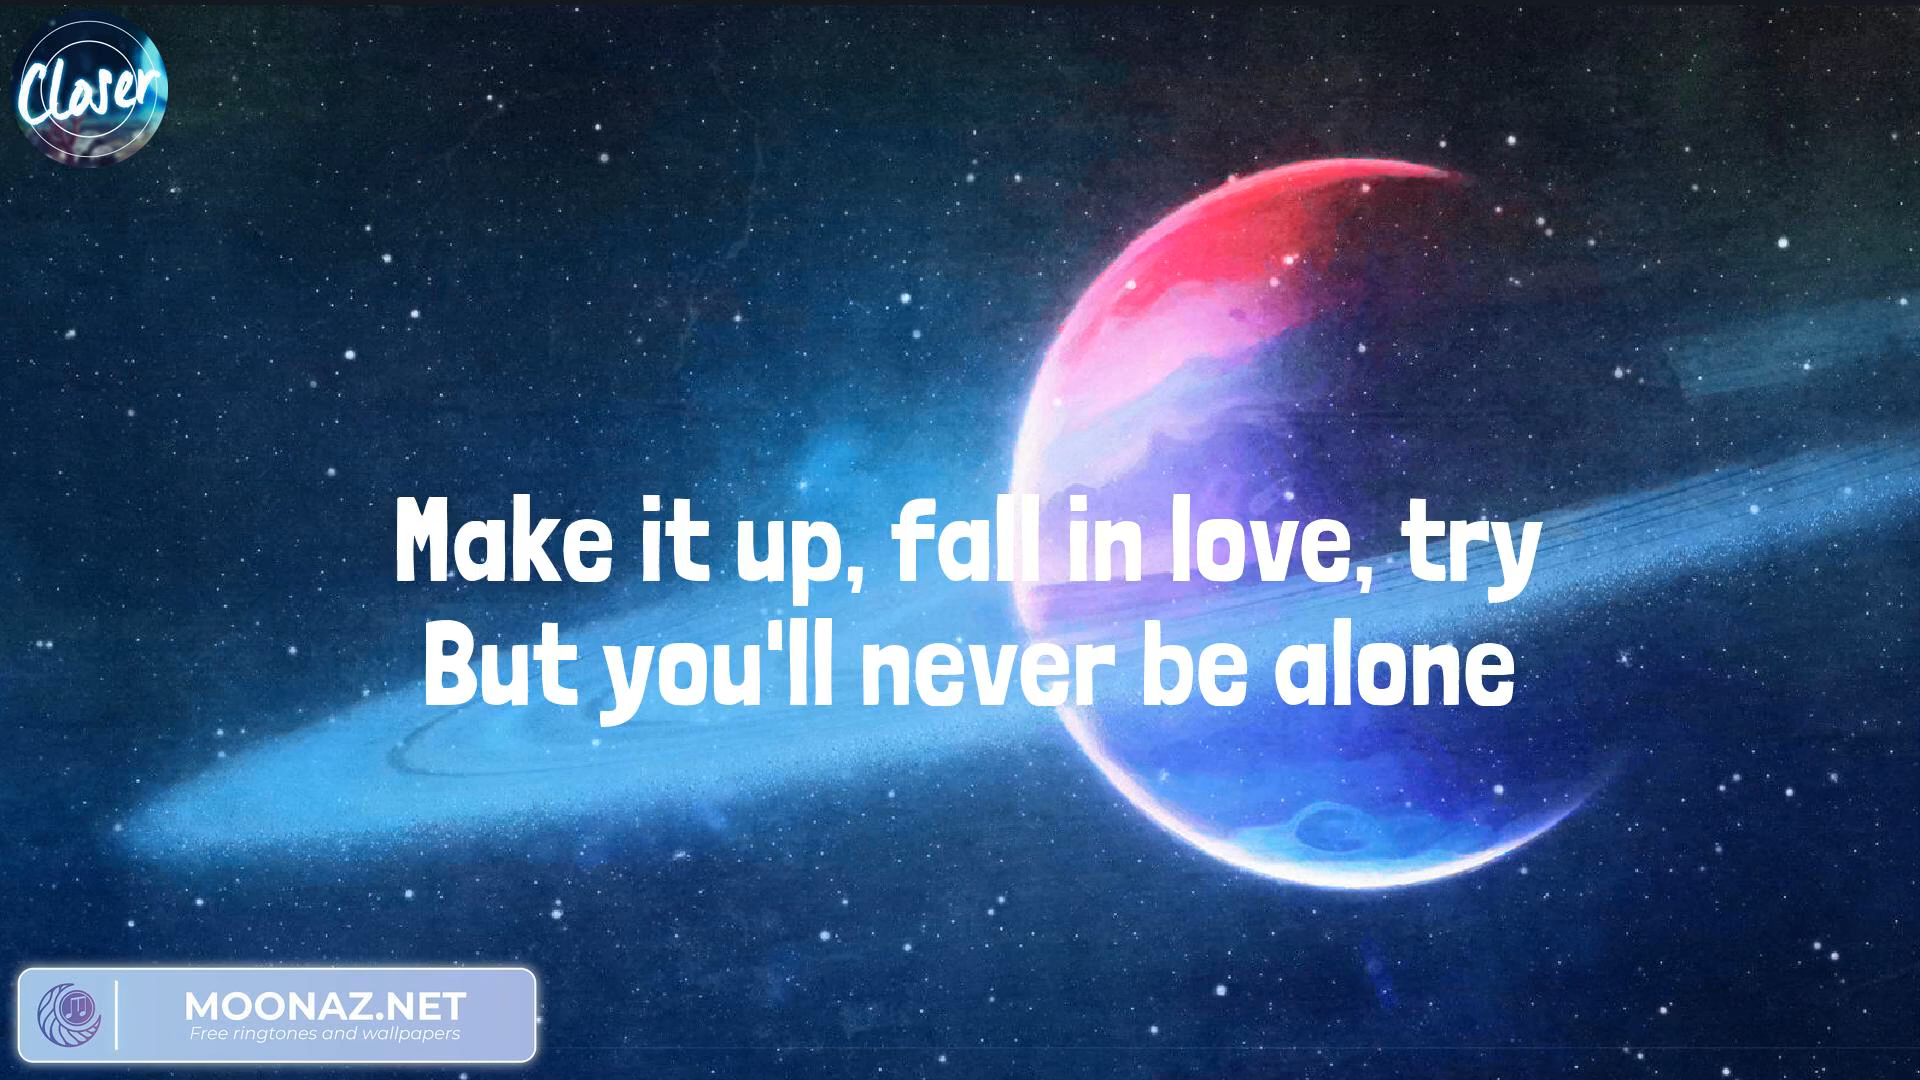 Closer
Make it up, fall in love, try
But you'll never be alone
MOONAZ.NET
Free ringtones and wallpapers